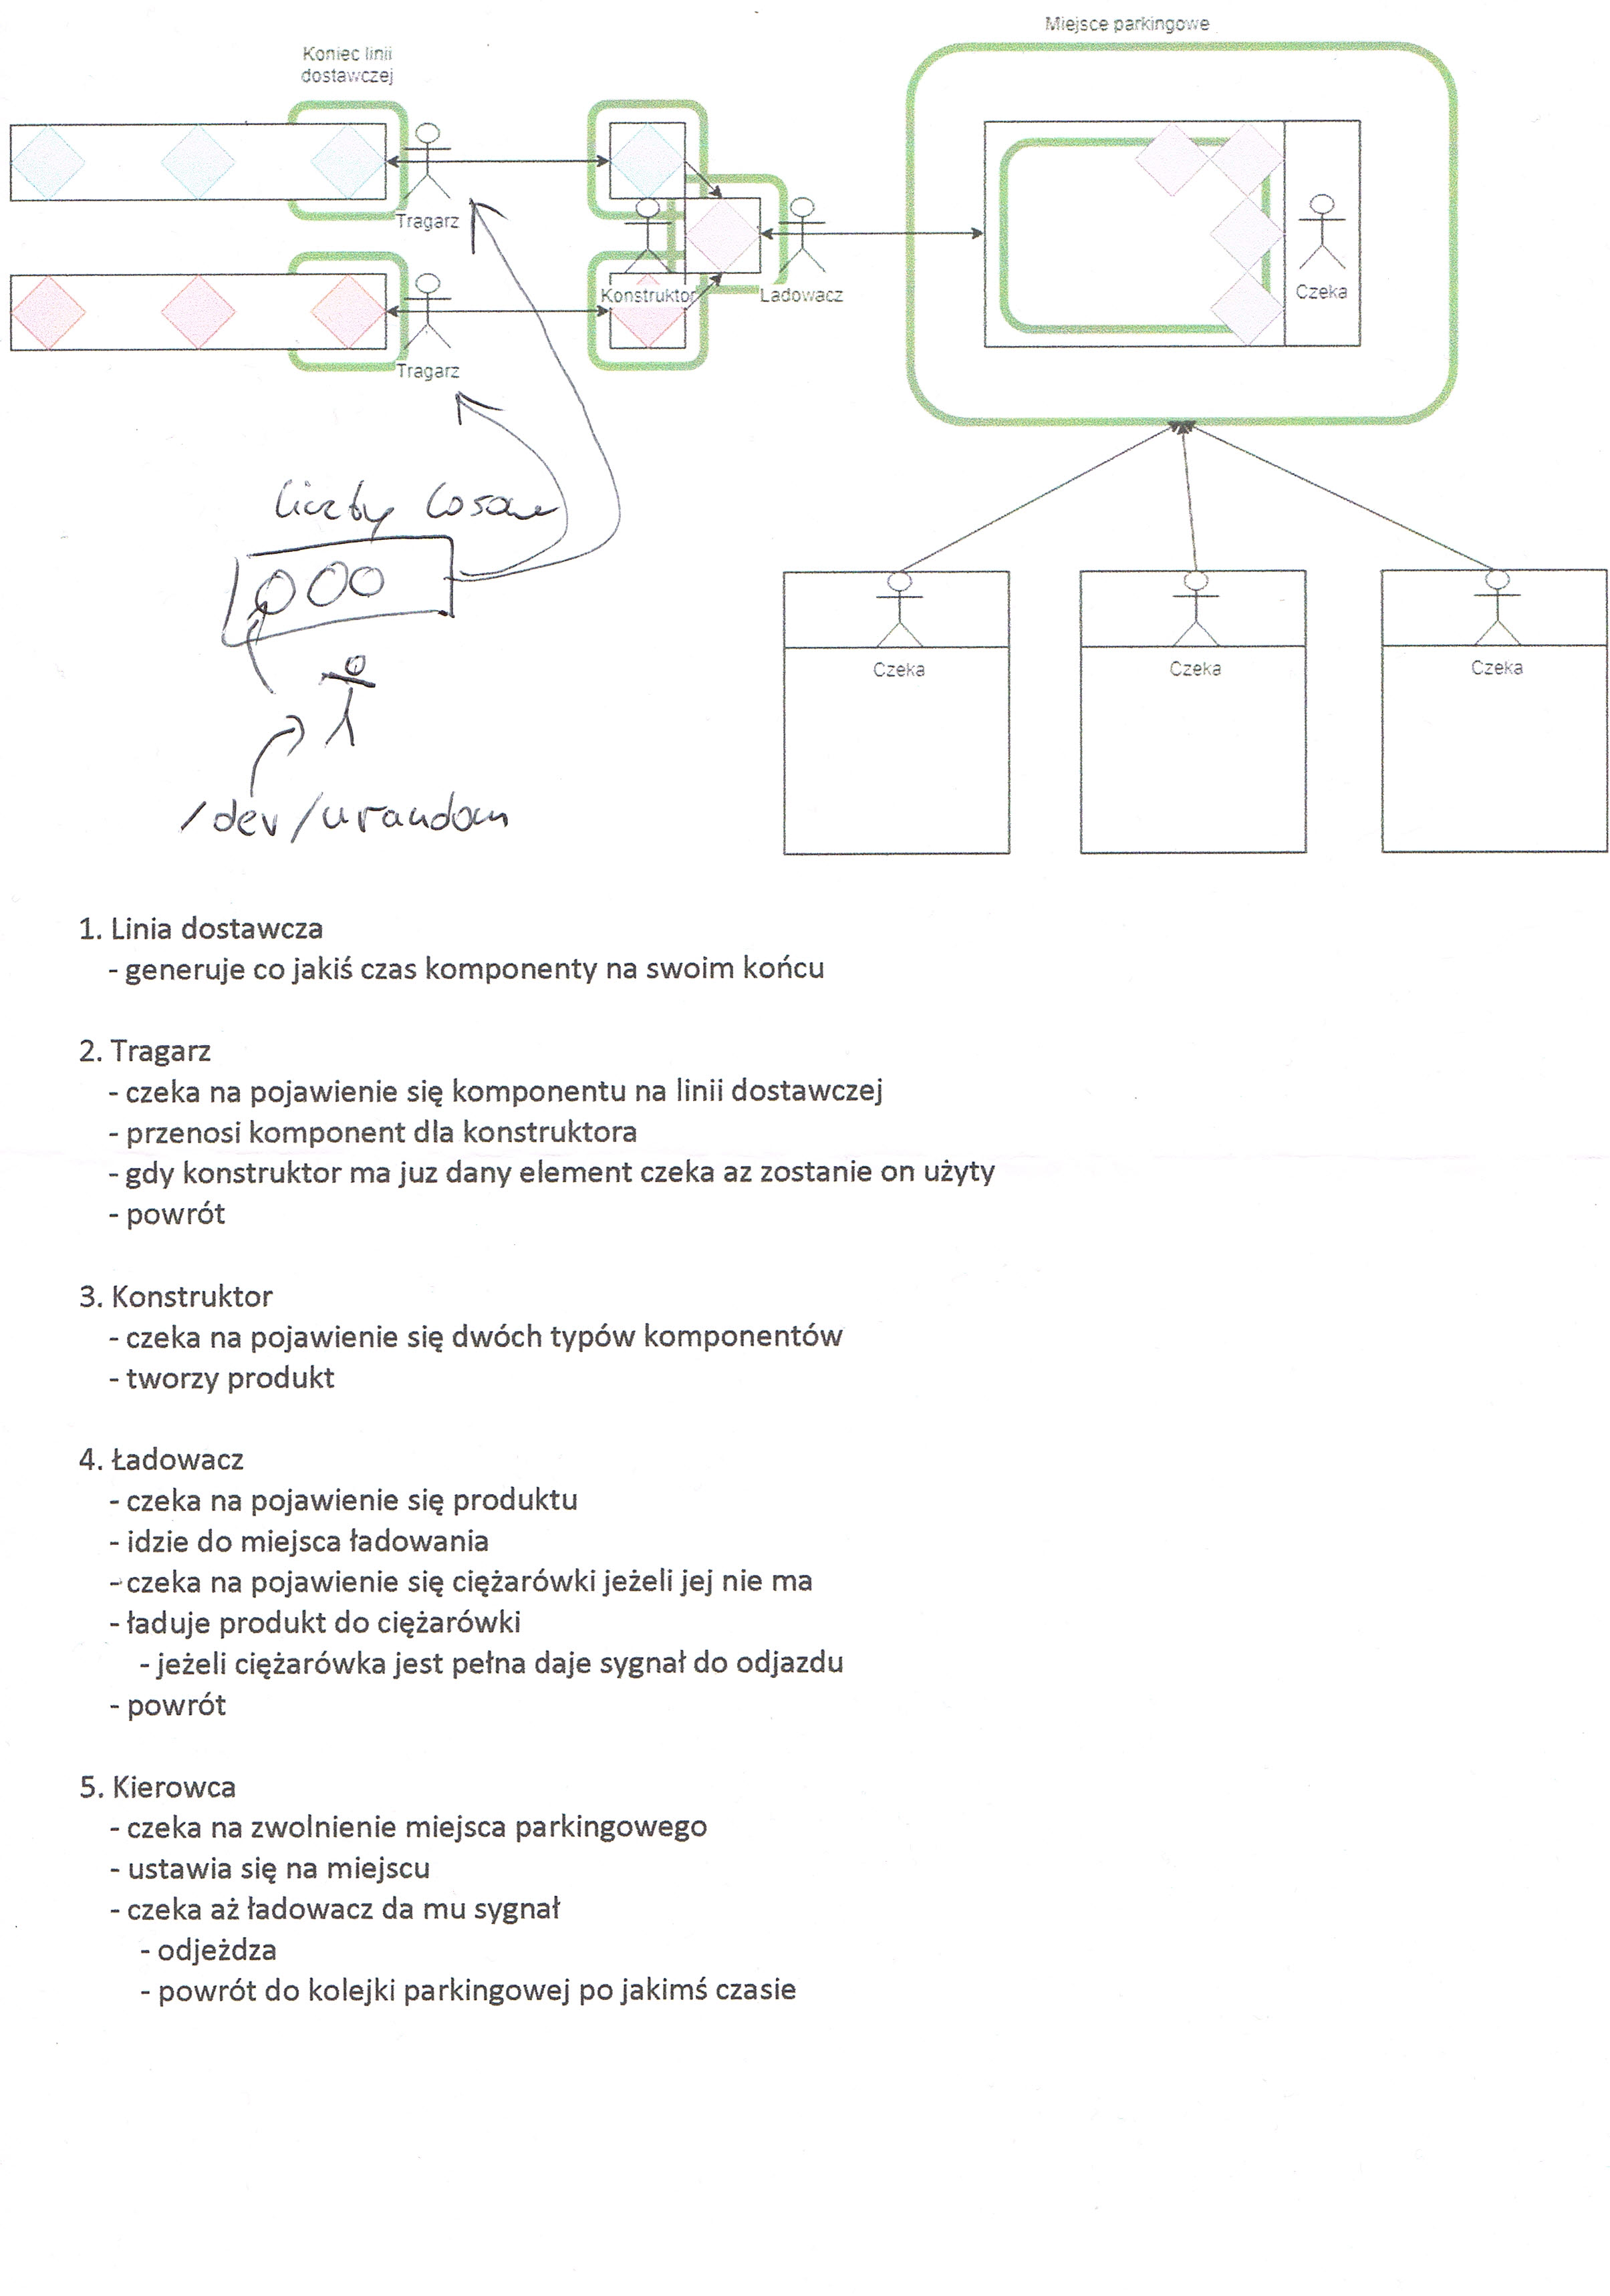 Miejsce parkingowe
Koniec linii
dostawczej
Tragarz
Konstruktor
Ładowacz
Czeka
Tragarz
liczby losowe
Czeka
Czeka
Czeka
/dev/urandom
1. Linia dostawcza
- generuje co jakiś czas komponenty na swoim końcu
2. Tragarz
- czeka na pojawienie się komponentu na linii dostawczej
- przenosi komponent dla konstruktora
- gdy konstruktor ma juz dany element czeka az zostanie on użyty
- powrót
3. Konstruktor
- czeka na pojawienie się dwóch typów komponentów
- tworzy produkt
4. Ładowacz
- czeka na pojawienie się produktu
- idzie do miejsca ładowania
- czeka na pojawienie się ciężarówki jeżeli jej nie ma
- ładuje produkt do ciężarówki
- jeżeli ciężarówka jest pełna daje sygnał do odjazdu
- powrót
5. Kierowca
- czeka na zwolnienie miejsca parkingowego
- ustawia się na miejscu
- czeka aż ładowacz da mu sygnał
- odjeżdza
- powrót do kolejki parkingowej po jakimś czasie